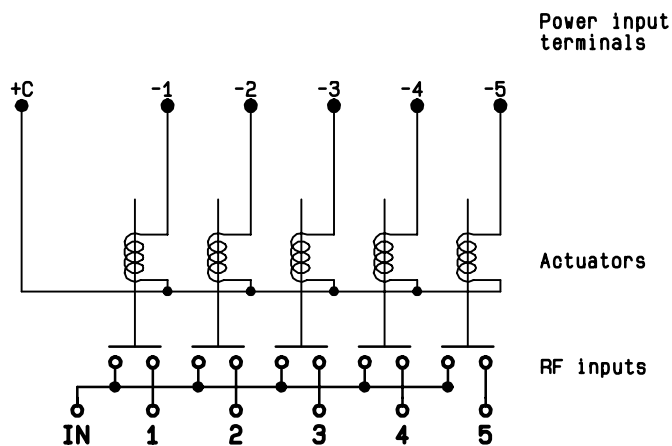 Power input
terminals
+C -1 -2 -3 -4 -5
Actuators
RF inputs
IN 1 2 3 4 5